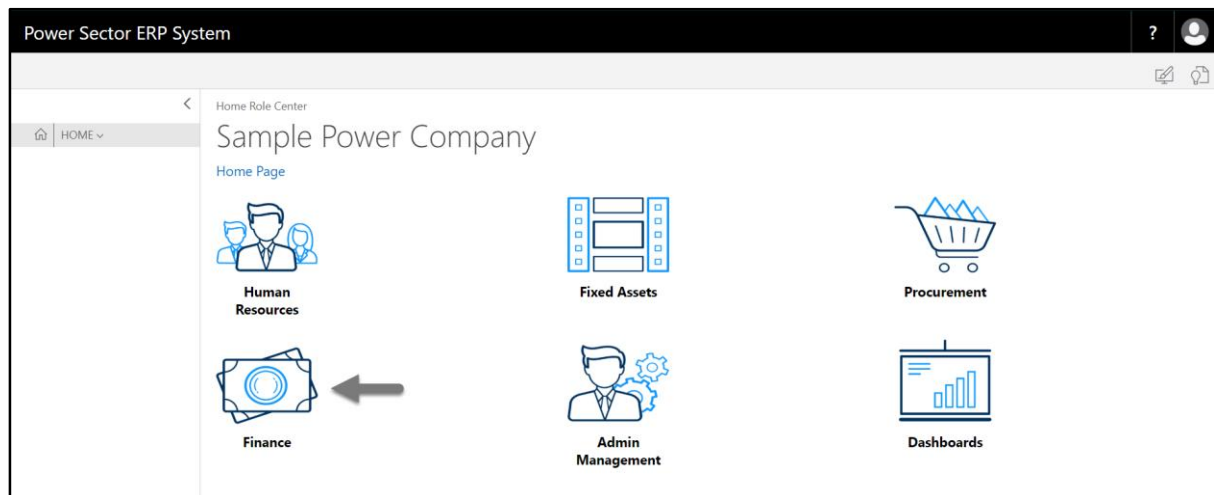 Power Sector ERP System
?
Home Role Center
HOME
Sample Power Company
Home Page
Human
Resources
Fixed Assets
Procurement
Finance
Admin
Management
Dashboards